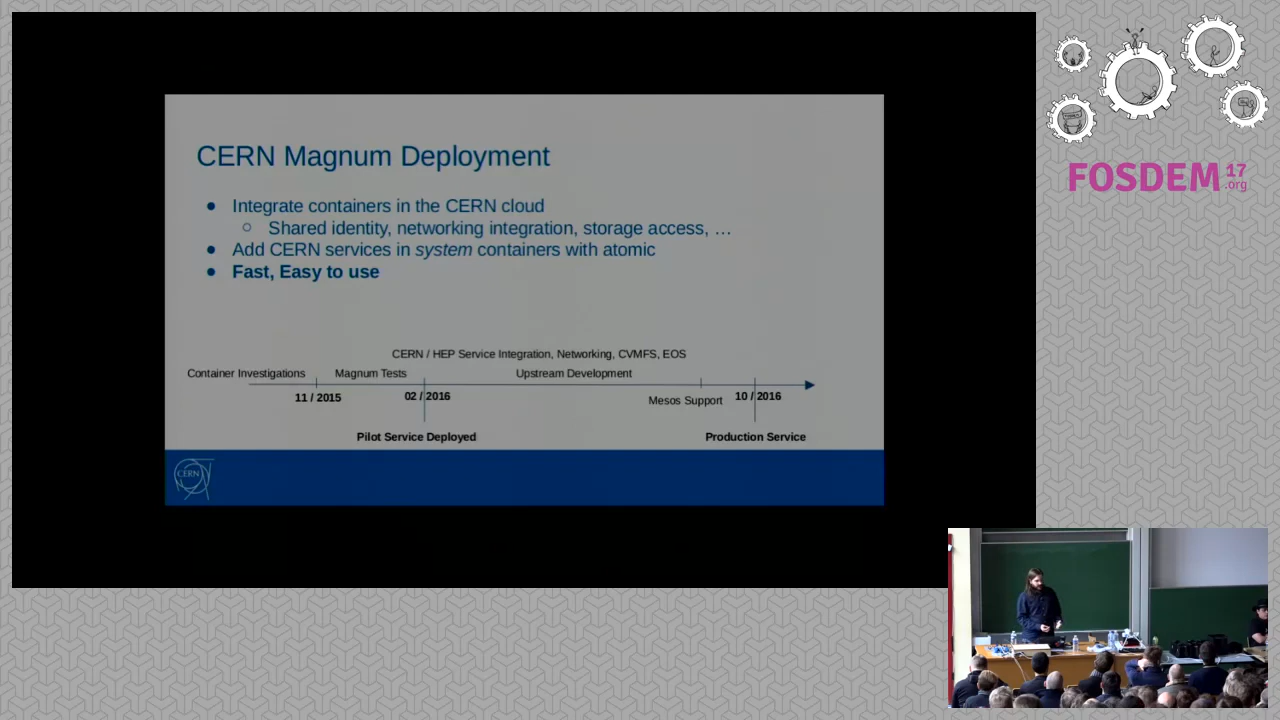 CERN Magnum Deployment
● Integrate containers in the CERN cloud
○ Shared identity, networking integration, storage access, …
● Add CERN services in system containers with atomic
● Fast, Easy to use
CERN / HEP Service Integration, Networking, CVMFS, EOS
Container Investigations Magnum Tests Upstream Development
11 / 2015 02 / 2016 Mesos Support 10 / 2016
Pilot Service Deployed Production Service
CERN
FOSDEM 17 .org